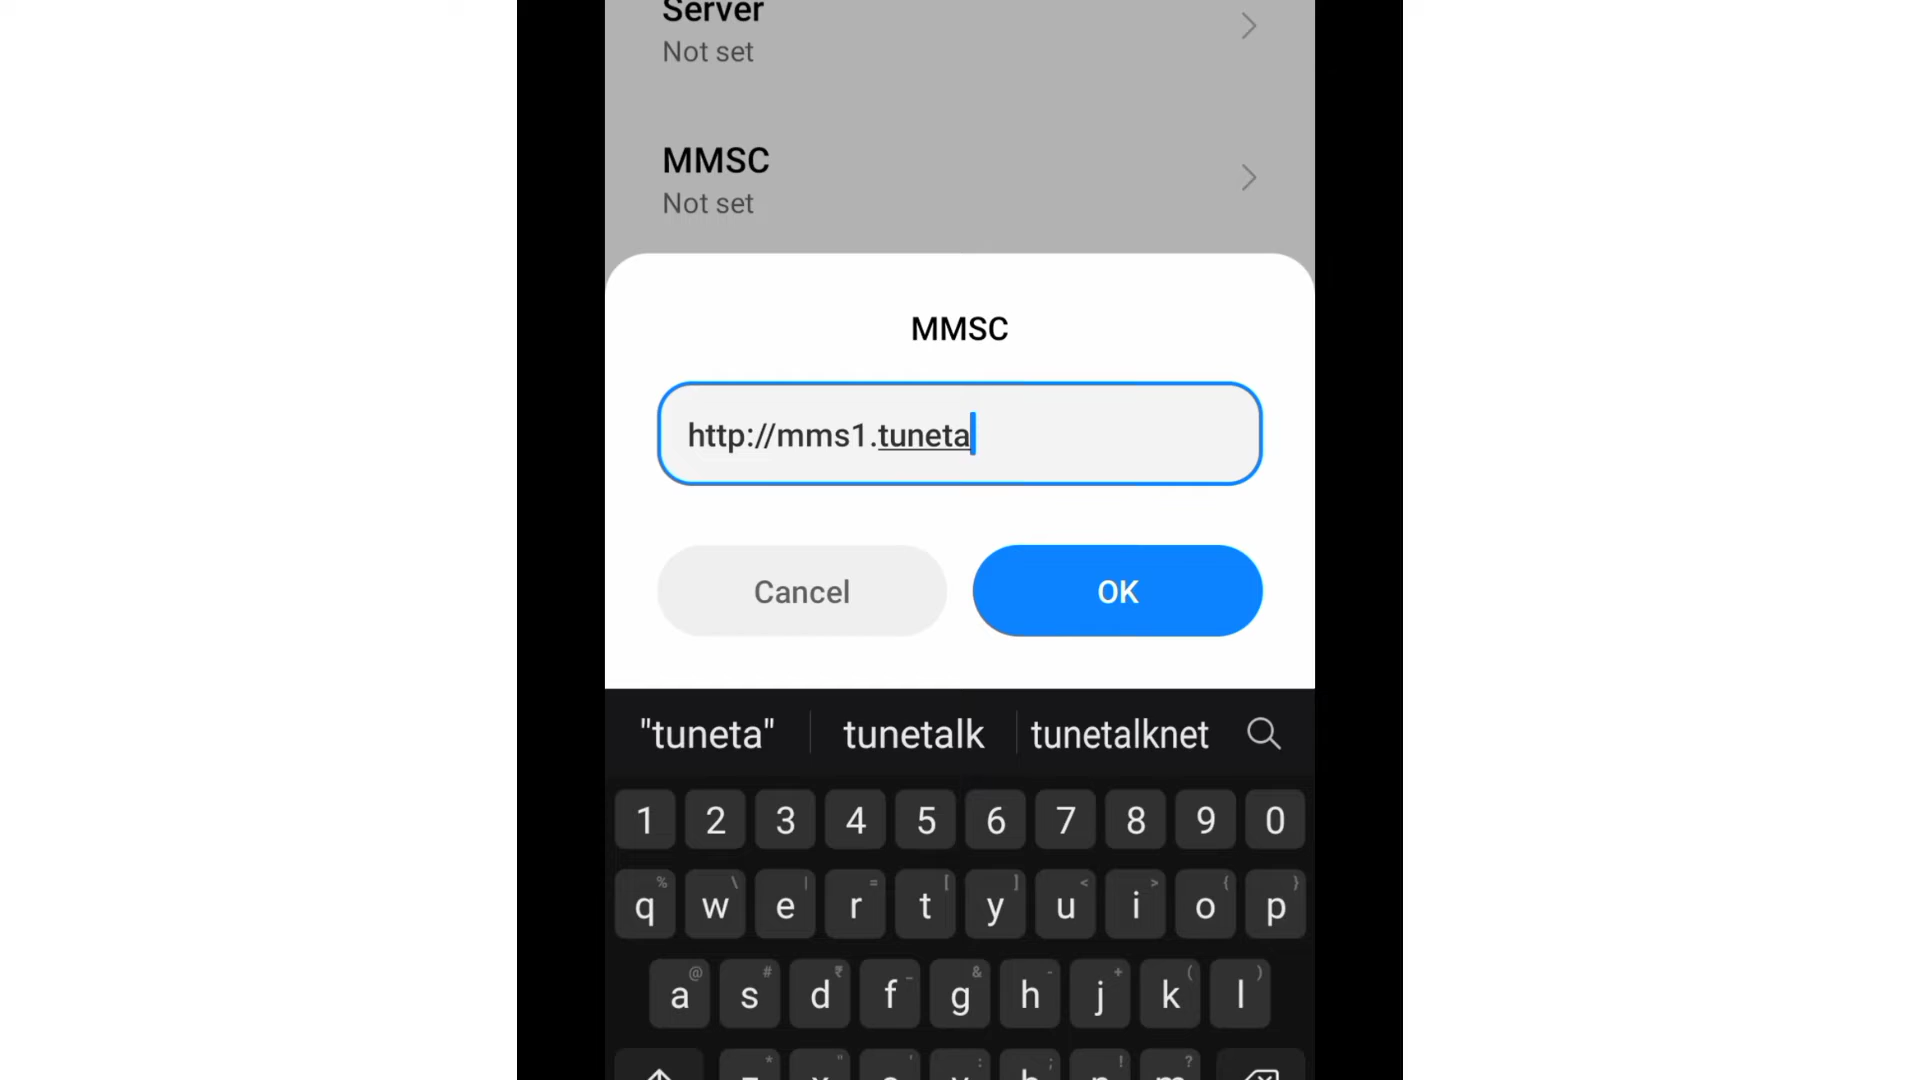 Server
Not set
MMSC
Not set
MMSC
http://mms1.tuneta
Cancel OK
"tuneta" tunetalk tunetalknet
1 2 3 4 5 6 7 8 9 0
% \ | = [ ] < > { }
q w e r t y u i o p
@ # ₹ _ & - + ( )
a s d f g h j k l
* " ' : ; ! ?